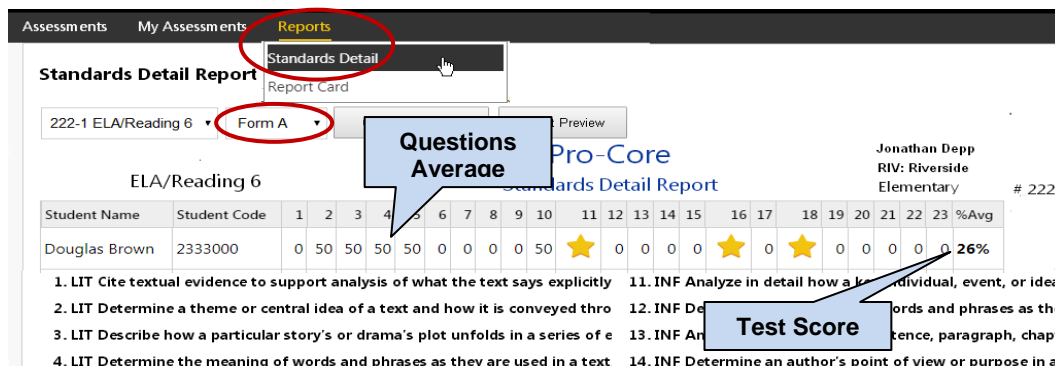 Assessments My Assessments Reports
Standards Detail
Report Card
Standards Detail Report
222-1 ELA/Reading 6 Form A Preview
Questions
Average
Pro-Core
Jonathan Depp
RIV: Riverside
Elementary
# 222
ELA/Reading 6
Standards Detail Report
Student Name Student Code 1 2 3 4 5 6 7 8 9 10 11 12 13 14 15 16 17 18 19 20 21 22 23 %Avg
Douglas Brown 2333000 0 50 50 50 50 0 0 0 0 50 0 0 0 0 0 0 0 0 0 0 26%
1. LIT Cite textual evidence to support analysis of what the text says explicitly 11. INF Analyze in detail how a key individual, event, or idea
2. LIT Determine a theme or central idea of a text and how it is conveyed thro 12. INF De ords and phrases as th
3. LIT Describe how a particular story's or drama's plot unfolds in a series of e 13. INF An tence, paragraph, chap
Test Score
4. LIT Determine the meaning of words and phrases as they are used in a text 14. INF Determine an author's point of view or purpose in a